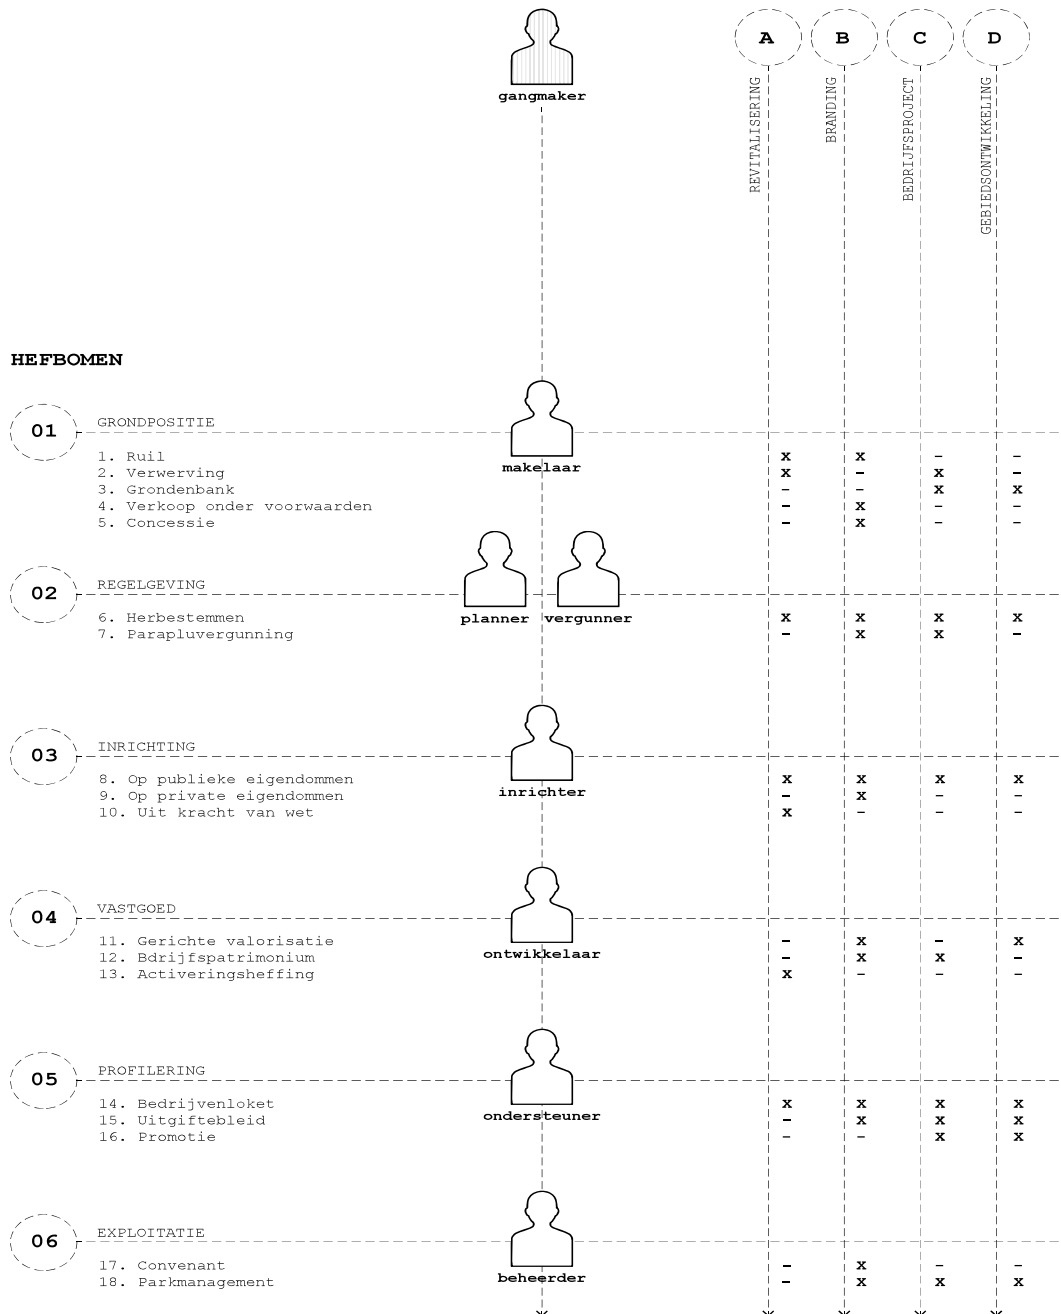 A B C D
REVITALISERING
BRANDING
BEDRIJFSPROJECT
GEBIEDSONTWIKKELING
gangmaker
HEFBOMEN
01 GRONDPOSITIE
makelaar
1. Ruil x x - -
2. Verwerving x - x -
3. Grondenbank - - x x
4. Verkoop onder voorwaarden - x - -
5. Concessie - x - -
02 REGELGEVING
planner vergunner
6. Herbestemmen x x x x
7. Parapluvergunning - x x -
03 INRICHTING
inrichter
8. Op publieke eigendommen x x x x
9. Op private eigendommen - x - -
10. Uit kracht van wet x - - -
04 VASTGOED
ontwikkelaar
11. Gerichte valorisatie - x - x
12. Bdrijfspatrimonium - x x -
13. Activeringsheffing x - - -
05 PROFILERING
ondersteuner
14. Bedrijvenloket x x x x
15. Uitgiftebleid - x x x
16. Promotie - - x x
06 EXPLOITATIE
beheerder
17. Convenant - x - -
18. Parkmanagement - x x x